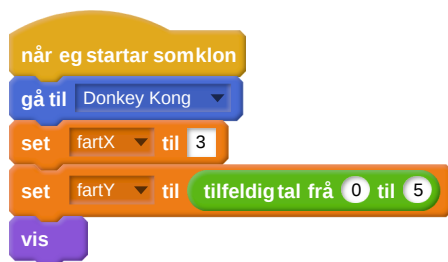 når eg startar som klon
gå til Donkey Kong
set fartX til 3
set fartY til tilfeldig tal frå 0 til 5
vis